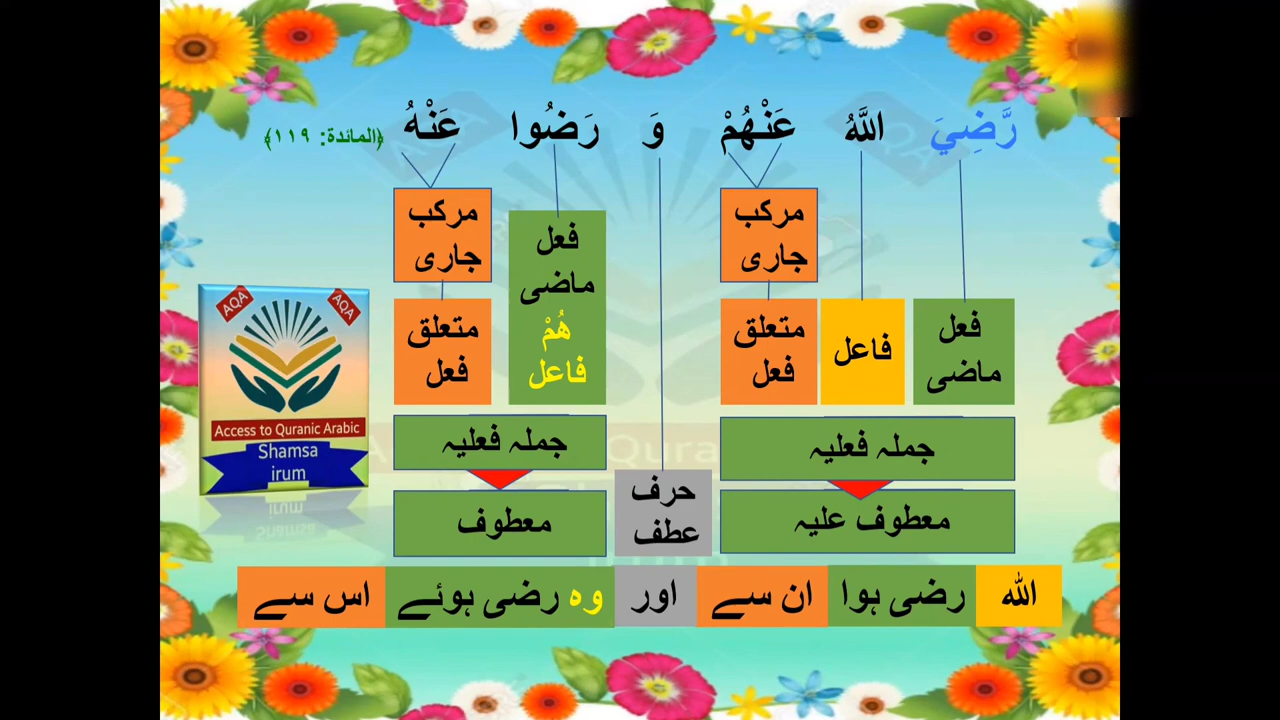 رَّضِيَ اللَّهُ عَنْهُمْ وَ رَضُوا عَنْهُ ﴿المائدة: ١١٩﴾
مرکب
جاری
فعل
ماضی
هُمْ
فاعل
مرکب
جاری
فعل
ماضی
فاعل
متعلق
فعل
متعلق
فعل
جملہ فعلیہ
جملہ فعلیہ
معطوف علیہ
حرف
عطف
معطوف
الله رضی ہوا ان سے اور وہ رضی ہوئے اس سے
AQA
AQA
Access to Quranic Arabic
Shamsa
irum